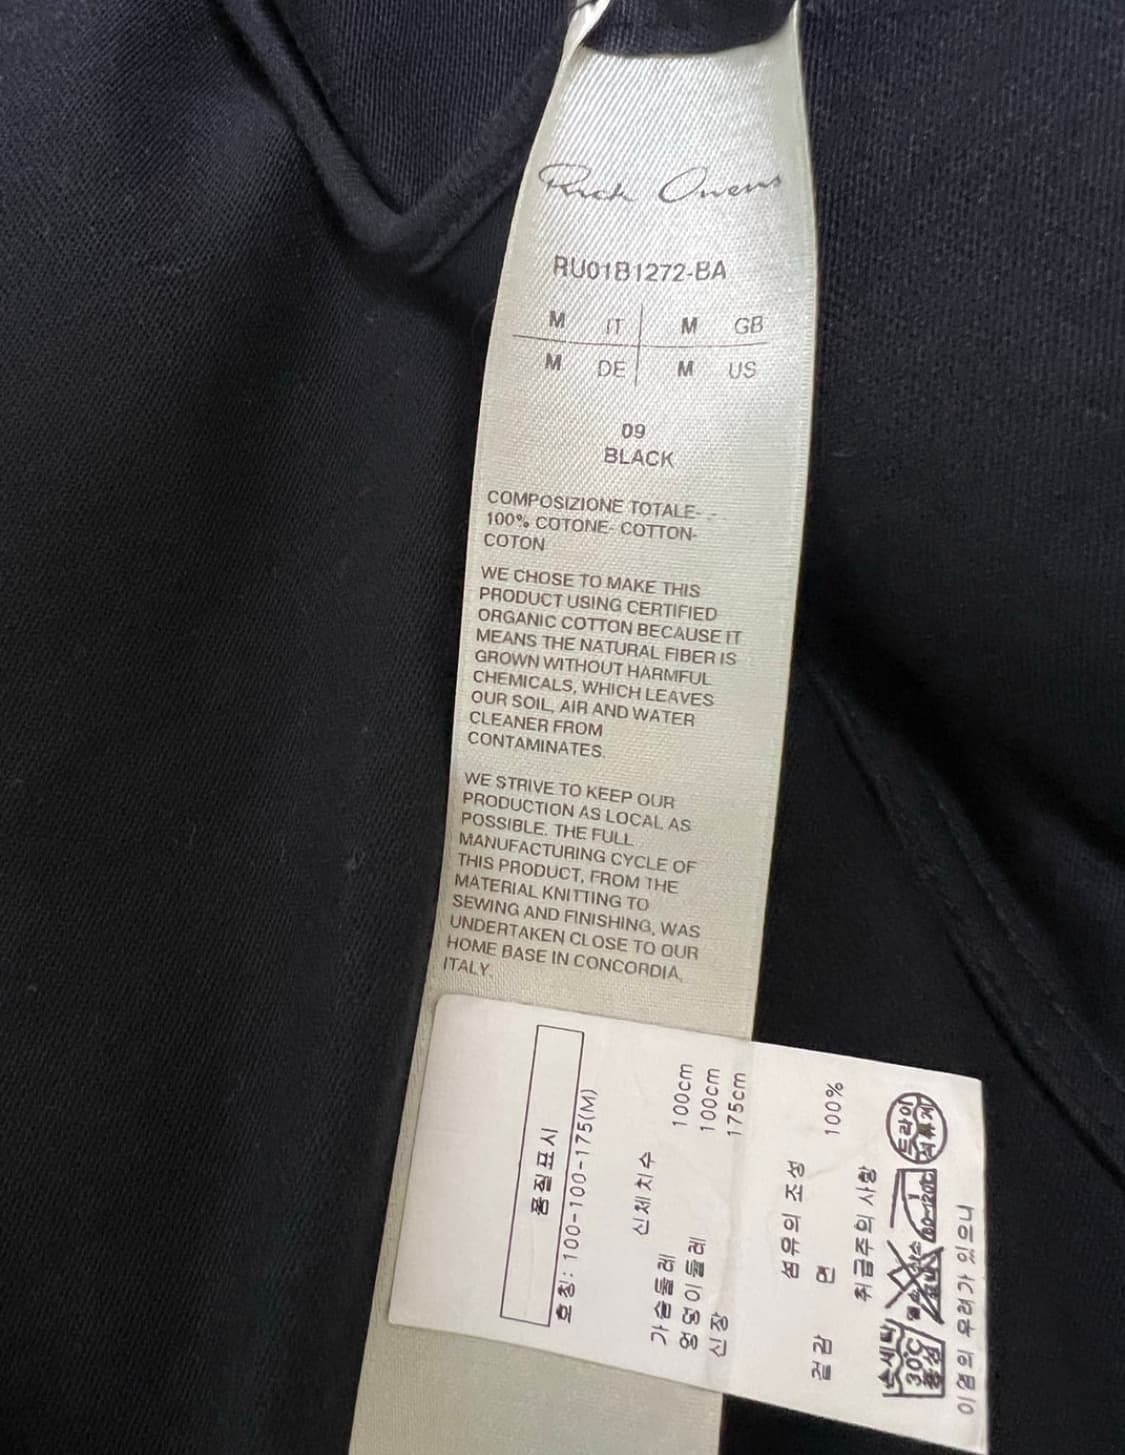 Rick Owens
RU01B1272-BA
M IT M GB
M DE M US
09
BLACK
COMPOSIZIONE TOTALE-
100% COTONE- COTTON-
COTON
WE CHOSE TO MAKE THIS
PRODUCT USING CERTIFIED
ORGANIC COTTON BECAUSE IT
MEANS THE NATURAL FIBER IS
GROWN WITHOUT HARMFUL
CHEMICALS, WHICH LEAVES
OUR SOIL, AIR AND WATER
CLEANER FROM
CONTAMINATES.
WE STRIVE TO KEEP OUR
PRODUCTION AS LOCAL AS
POSSIBLE. THE FULL
MANUFACTURING CYCLE OF
THIS PRODUCT, FROM THE
MATERIAL KNITTING TO
SEWING AND FINISHING, WAS
UNDERTAKEN CLOSE TO OUR
HOME BASE IN CONCORDIA,
ITALY.
품질표시
호칭: 100-100-175(M)
신체치수
가슴둘레 100cm
엉덩이둘레 100cm
신장 175cm
섬유의 조성
겉감 면 100%
취급주의사항
30℃ 중성 드라이
이염의 우려가 있으니